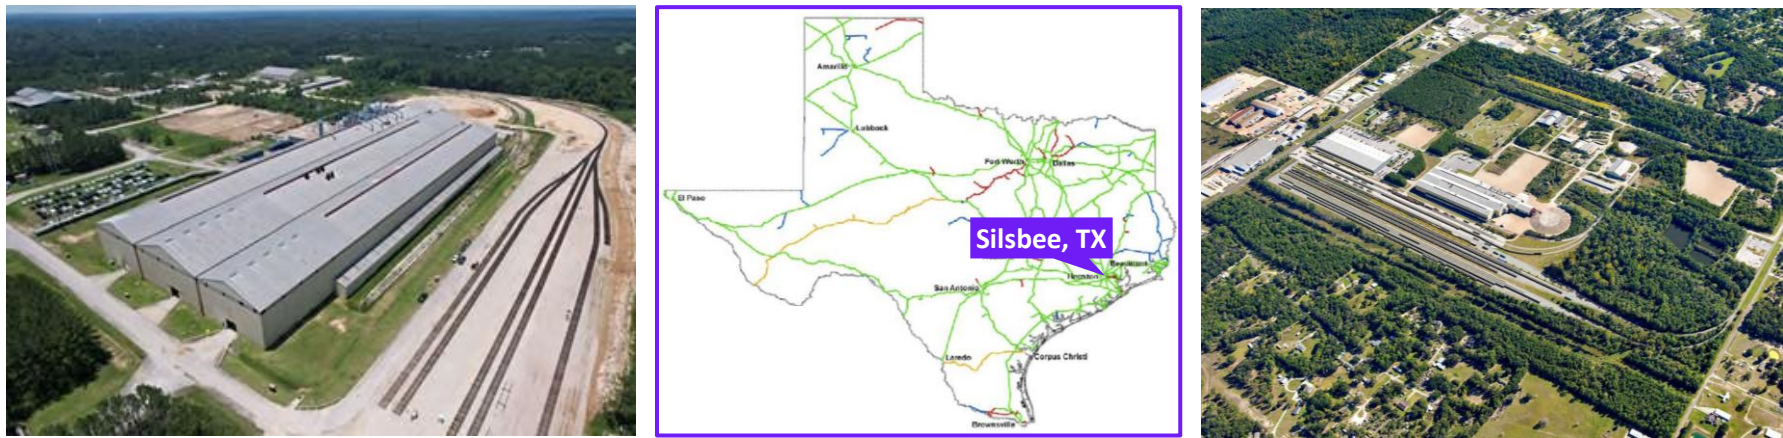 Amarillo
Lubbock
Fort Worth
Dallas
El Paso
Silsbee, TX
Beaumont
Houston
San Antonio
Laredo
Corpus Christi
Brownsville